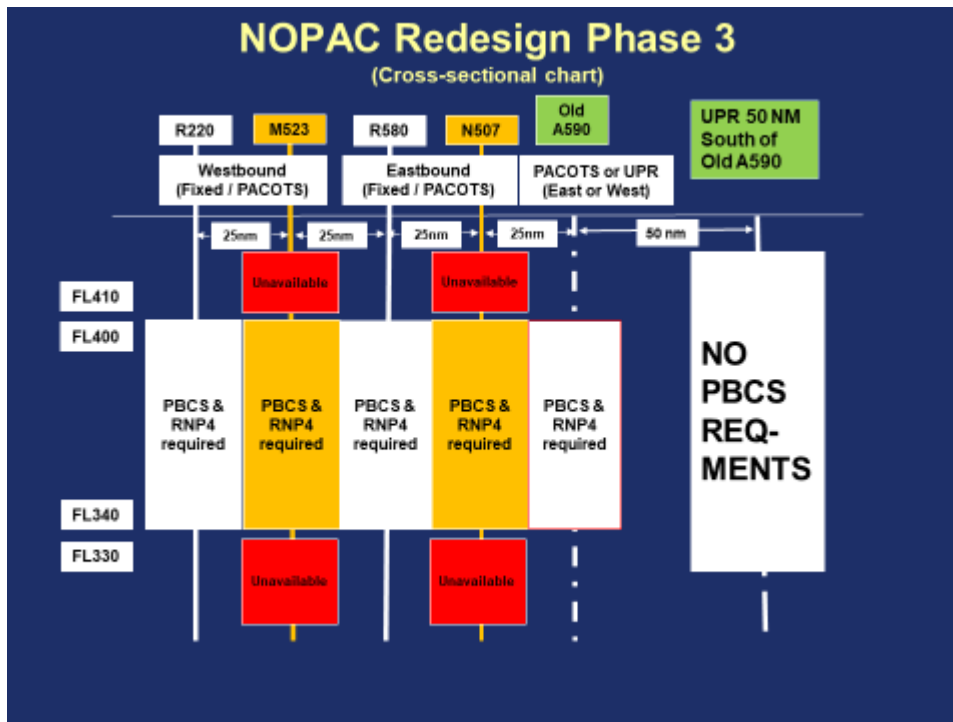 NOPAC Redesign Phase 3
(Cross-sectional chart)
R220
M523
R580
N507
Old
A590
UPR 50 NM
South of
Old A590
Westbound
(Fixed / PACOTS)
Eastbound
(Fixed / PACOTS)
PACOTS or UPR
(East or West)
25nm
25nm
25nm
25nm
50 nm
Unavailable
Unavailable
FL410
FL400
PBCS &
RNP4
required
PBCS &
RNP4
required
PBCS &
RNP4
required
PBCS &
RNP4
required
PBCS &
RNP4
required
NO
PBCS
REQ-
MENTS
FL340
FL330
Unavailable
Unavailable